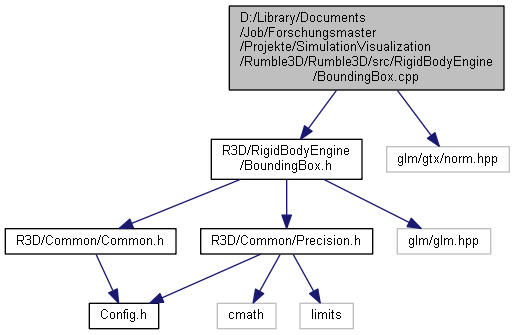 D:/Library/Documents
/Job/Forschungsmaster
/Projekte/SimulationVisualization
/Rumble3D/Rumble3D/src/RigidBodyEngine
/BoundingBox.cpp
R3D/RigidBodyEngine
/BoundingBox.h
glm/gtx/norm.hpp
R3D/Common/Common.h
R3D/Common/Precision.h
glm/glm.hpp
Config.h
cmath
limits